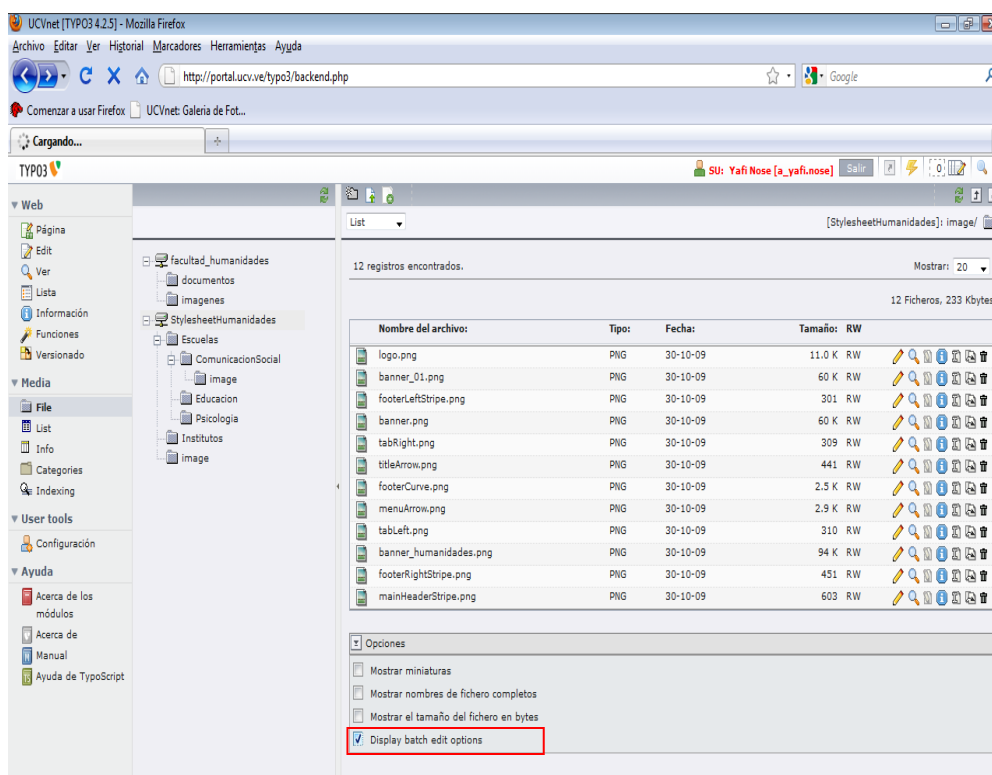 UCVnet [TYPO3 4.2.5] - Mozilla Firefox
Archivo Editar Ver Historial Marcadores Herramientas Ayuda
http://portal.ucv.ve/typo3/backend.php
Google
Comenzar a usar Firefox UCVnet: Galeria de Fot...
Cargando...
TYPO3
SU: Yafi Nose [a_yafi.nose] Salir 0
Web
Página
Edit
Ver
Lista
Información
Funciones
Versionado
Media
File
List
Info
Categories
Indexing
User tools
Configuración
Ayuda
Acerca de los
módulos
Acerca de
Manual
Ayuda de TypoScript
facultad_humanidades
documentos
imagenes
StylesheetHumanidades
Escuelas
ComunicacionSocial
image
Educacion
Psicologia
Institutos
image
List
[StylesheetHumanidades]: image/
12 registros encontrados.
Mostrar: 20
12 Ficheros, 233 Kbytes
Nombre del archivo: Tipo: Fecha: Tamaño: RW
logo.png PNG 30-10-09 11.0 K RW
banner_01.png PNG 30-10-09 60 K RW
footerLeftStripe.png PNG 30-10-09 301 RW
banner.png PNG 30-10-09 60 K RW
tabRight.png PNG 30-10-09 309 RW
titleArrow.png PNG 30-10-09 441 RW
footerCurve.png PNG 30-10-09 2.5 K RW
menuArrow.png PNG 30-10-09 2.9 K RW
tabLeft.png PNG 30-10-09 310 RW
banner_humanidades.png PNG 30-10-09 94 K RW
footerRightStripe.png PNG 30-10-09 451 RW
mainHeaderStripe.png PNG 30-10-09 603 RW
Opciones
Mostrar miniaturas
Mostrar nombres de fichero completos
Mostrar el tamaño del fichero en bytes
Display batch edit options